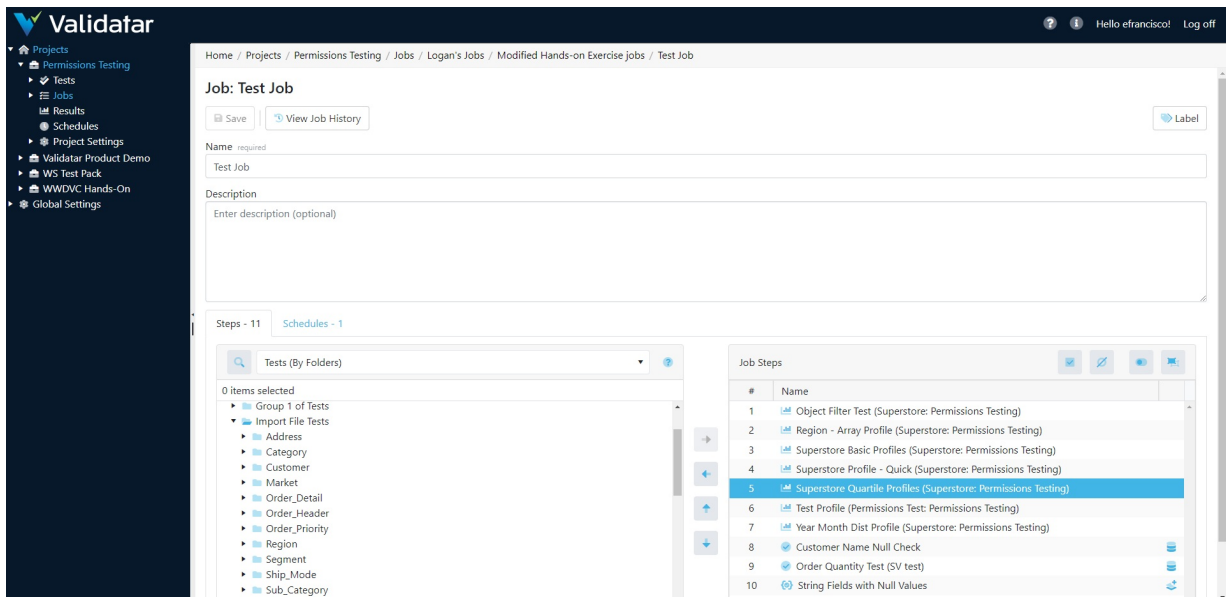 Validatar
Hello efrancisco! Log off
Projects
Permissions Testing
Tests
Jobs
Results
Schedules
Project Settings
Validatar Product Demo
WS Test Pack
WWDVC Hands-On
Global Settings
Home / Projects / Permissions Testing / Jobs / Logan's Jobs / Modified Hands-on Exercise jobs / Test Job
Job: Test Job
Save View Job History Label
Name required
Test Job
Description
Enter description (optional)
Steps - 11 Schedules - 1
Tests (By Folders)
0 items selected
Group 1 of Tests
Import File Tests
Address
Category
Customer
Market
Order_Detail
Order_Header
Order_Priority
Region
Segment
Ship_Mode
Sub_Category
Job Steps
# Name
1 Object Filter Test (Superstore: Permissions Testing)
2 Region - Array Profile (Superstore: Permissions Testing)
3 Superstore Basic Profiles (Superstore: Permissions Testing)
4 Superstore Profile - Quick (Superstore: Permissions Testing)
5 Superstore Quartile Profiles (Superstore: Permissions Testing)
6 Test Profile (Permissions Test: Permissions Testing)
7 Year Month Dist Profile (Superstore: Permissions Testing)
8 Customer Name Null Check
9 Order Quantity Test (SV test)
10 String Fields with Null Values